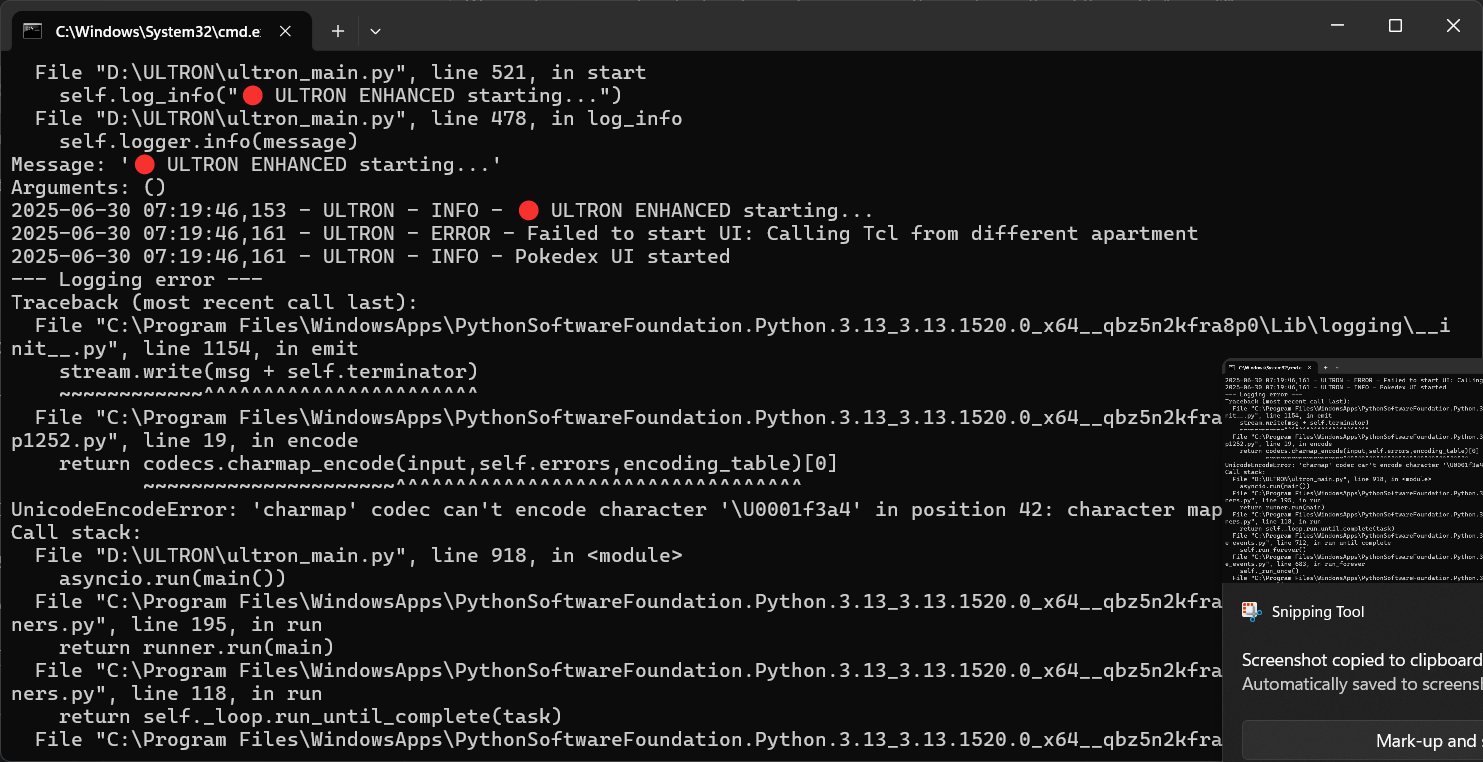 C:\Windows\System32\cmd.e
File "D:\ULTRON\ultron_main.py", line 521, in start
self.log_info("🔴 ULTRON ENHANCED starting...")
File "D:\ULTRON\ultron_main.py", line 478, in log_info
self.logger.info(message)
Message: '🔴 ULTRON ENHANCED starting...'
Arguments: ()
2025-06-30 07:19:46,153 - ULTRON - INFO - 🔴 ULTRON ENHANCED starting...
2025-06-30 07:19:46,161 - ULTRON - ERROR - Failed to start UI: Calling Tcl from different apartment
2025-06-30 07:19:46,161 - ULTRON - INFO - Pokedex UI started
--- Logging error ---
Traceback (most recent call last):
File "C:\Program Files\WindowsApps\PythonSoftwareFoundation.Python.3.13_3.13.1520.0_x64__qbz5n2kfra8p0\Lib\logging\__i
nit__.py", line 1154, in emit
stream.write(msg + self.terminator)
~~~~~~~~~~~~^^^^^^^^^^^^^^^^^^^^^^^
File "C:\Program Files\WindowsApps\PythonSoftwareFoundation.Python.3.13_3.13.1520.0_x64__qbz5n2kfra
p1252.py", line 19, in encode
return codecs.charmap_encode(input,self.errors,encoding_table)[0]
~~~~~~~~~~~~~~~~~~~~~^^^^^^^^^^^^^^^^^^^^^^^^^^^^^^^^^^
UnicodeEncodeError: 'charmap' codec can't encode character '\U0001f3a4' in position 42: character map
Call stack:
File "D:\ULTRON\ultron_main.py", line 918, in <module>
asyncio.run(main())
File "C:\Program Files\WindowsApps\PythonSoftwareFoundation.Python.3.13_3.13.1520.0_x64__qbz5n2kfra
ners.py", line 195, in run
return runner.run(main)
File "C:\Program Files\WindowsApps\PythonSoftwareFoundation.Python.3.13_3.13.1520.0_x64__qbz5n2kfra
ners.py", line 118, in run
return self._loop.run_until_complete(task)
File "C:\Program Files\WindowsApps\PythonSoftwareFoundation.Python.3.13_3.13.1520.0_x64__qbz5n2kfra
Snipping Tool
Screenshot copied to clipboard
Automatically saved to screens
Mark-up and